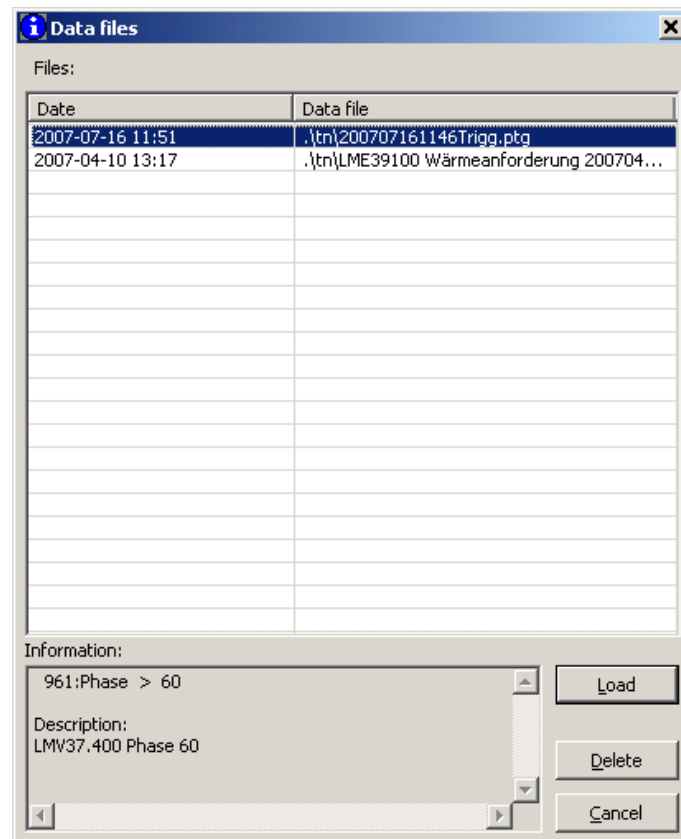 Data files
Files:
Date Data file
2007-07-16 11:51 .\tn\200707161146Trigg.ptg
2007-04-10 13:17 .\tn\LME39100 Wärmeanforderung 200704...
Information:
961:Phase > 60
Description:
LMV37.400 Phase 60
Load
Delete
Cancel